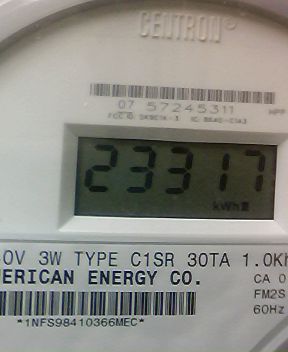 CENTRON®
07 57245311
23317
kWh
0V 3W TYPE C1SR 30TA 1.0Kh
ERICAN ENERGY CO.
CA 0
FM2S
60Hz
*1NFS98410366MEC*